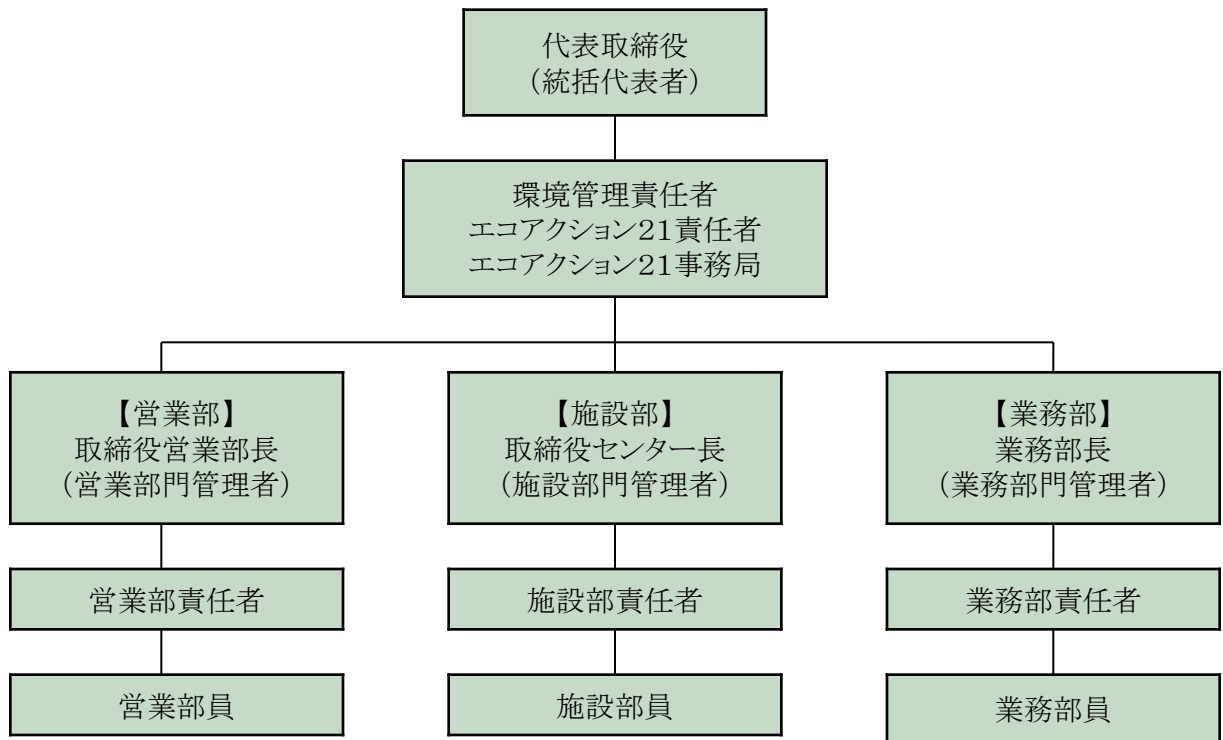 代表取締役
（統括代表者）
環境管理責任者
エコアクション２１責任者
エコアクション２１事務局
【営業部】
取締役営業部長
（営業部門管理者）
【施設部】
取締役センター長
（施設部門管理者）
【業務部】
業務部長
（業務部門管理者）
営業部責任者
施設部責任者
業務部責任者
営業部員
施設部員
業務部員